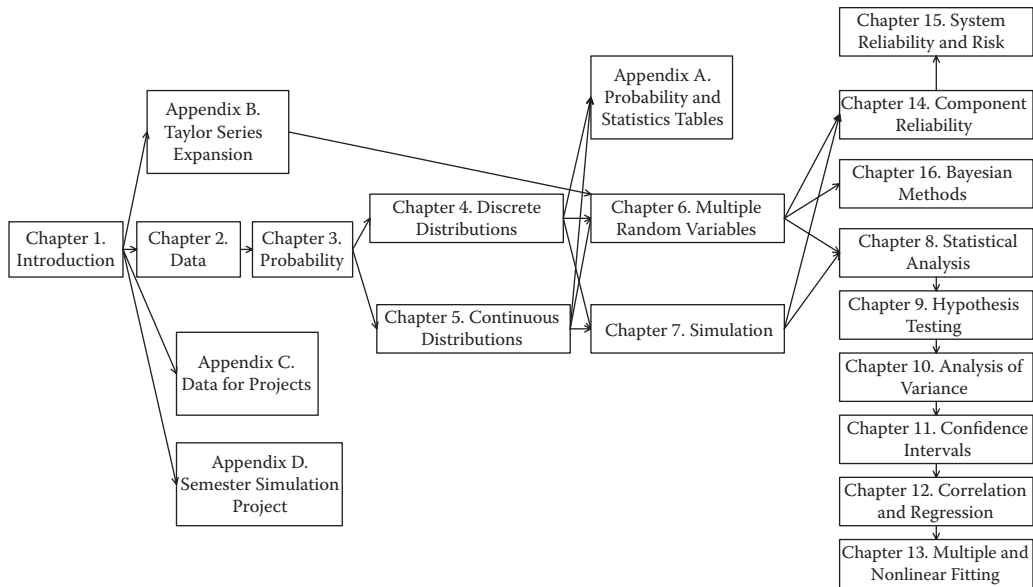 Chapter 1.
Introduction
Appendix B.
Taylor Series
Expansion
Chapter 2.
Data
Appendix C.
Data for Projects
Appendix D.
Semester Simulation
Project
Chapter 3.
Probability
Chapter 4. Discrete
Distributions
Chapter 5. Continuous
Distributions
Appendix A.
Probability and
Statistics Tables
Chapter 6. Multiple
Random Variables
Chapter 7. Simulation
Chapter 15. System
Reliability and Risk
Chapter 14. Component
Reliability
Chapter 16. Bayesian
Methods
Chapter 8. Statistical
Analysis
Chapter 9. Hypothesis
Testing
Chapter 10. Analysis of
Variance
Chapter 11. Confidence
Intervals
Chapter 12. Correlation
and Regression
Chapter 13. Multiple and
Nonlinear Fitting